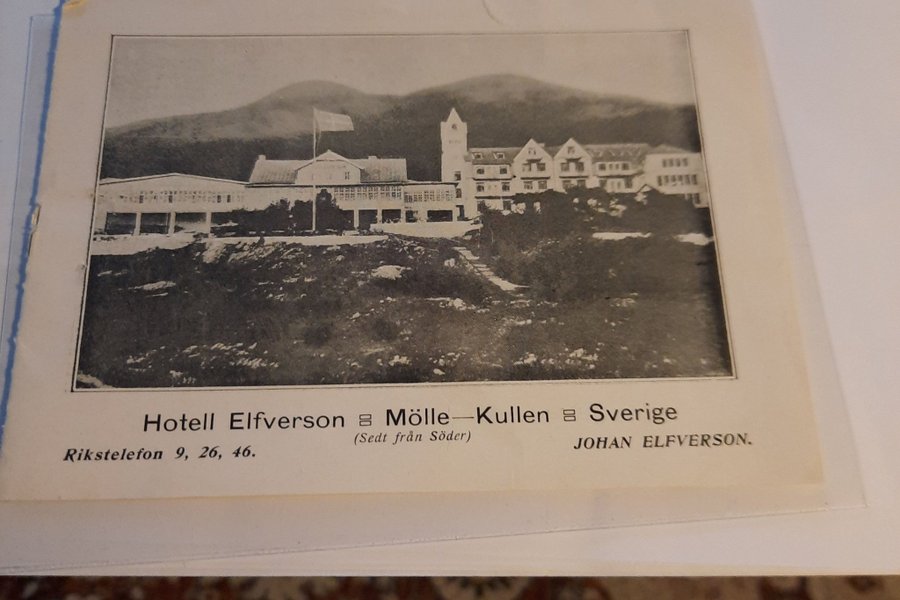 Hotell Elfverson = Mölle—Kullen = Sverige
(Sedt från Söder)
Rikstelefon 9, 26, 46.
JOHAN ELFVERSON.